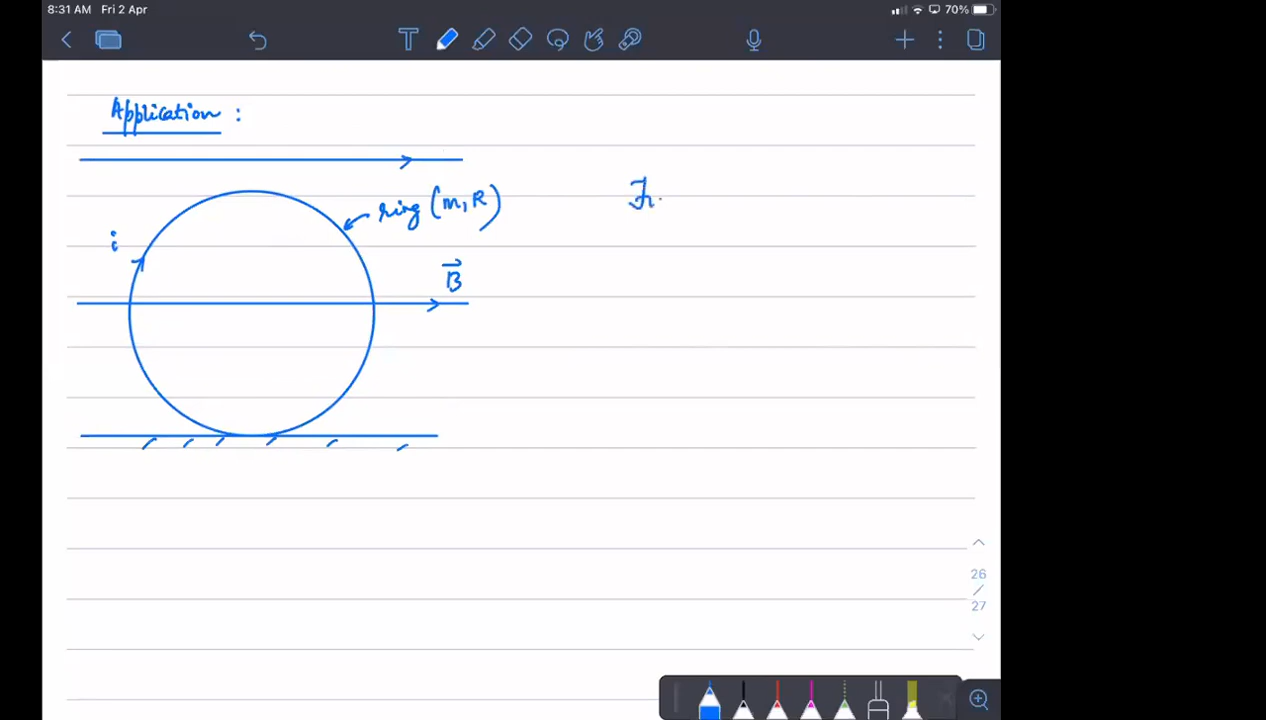 8:31 AM Fri 2 Apr
70%
T
Application :
ring (m, R)
i
B
26
/
27